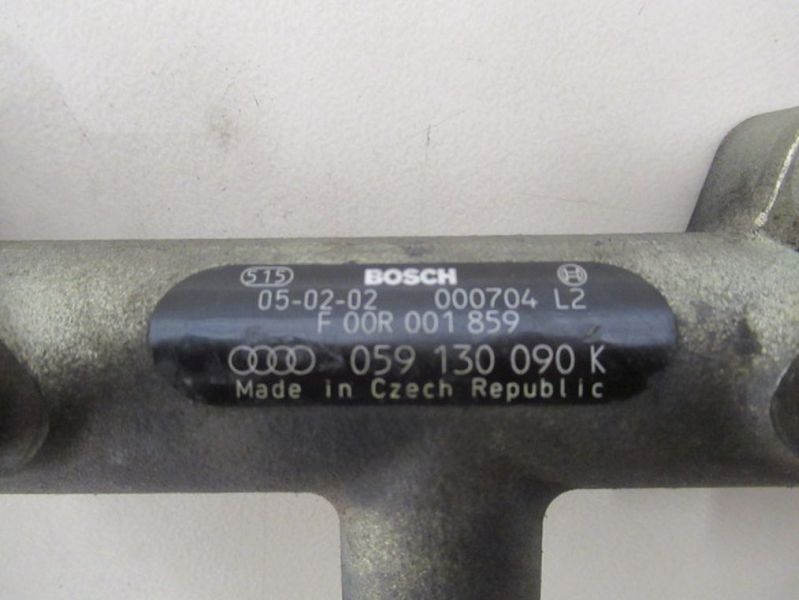 515 BOSCH
05-02-02 000704 L2
F 00R 001 859
059 130 090 K
Made in Czech Republic